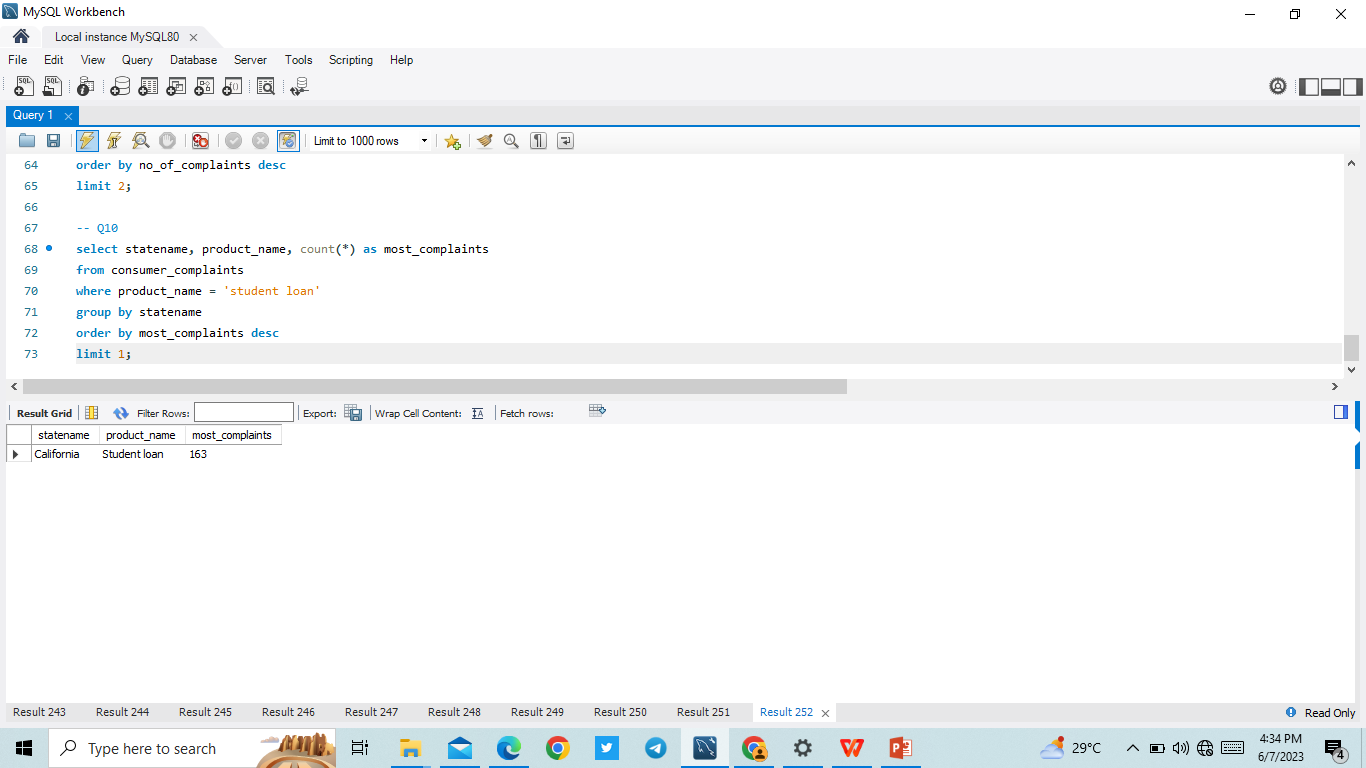 MySQL Workbench
Local instance MySQL80
File Edit View Query Database Server Tools Scripting Help
Query 1
Limit to 1000 rows
64 order by no_of_complaints desc
65 limit 2;
66
67 -- Q10
68 select statename, product_name, count(*) as most_complaints
69 from consumer_complaints
70 where product_name = 'student loan'
71 group by statename
72 order by most_complaints desc
73 limit 1;
Result Grid Filter Rows: Export: Wrap Cell Content: Fetch rows:
statename product_name most_complaints
California Student loan 163
Result 243 Result 244 Result 245 Result 246 Result 247 Result 248 Result 249 Result 250 Result 251 Result 252 Read Only
Type here to search 29°C 4:34 PM
6/7/2023 4